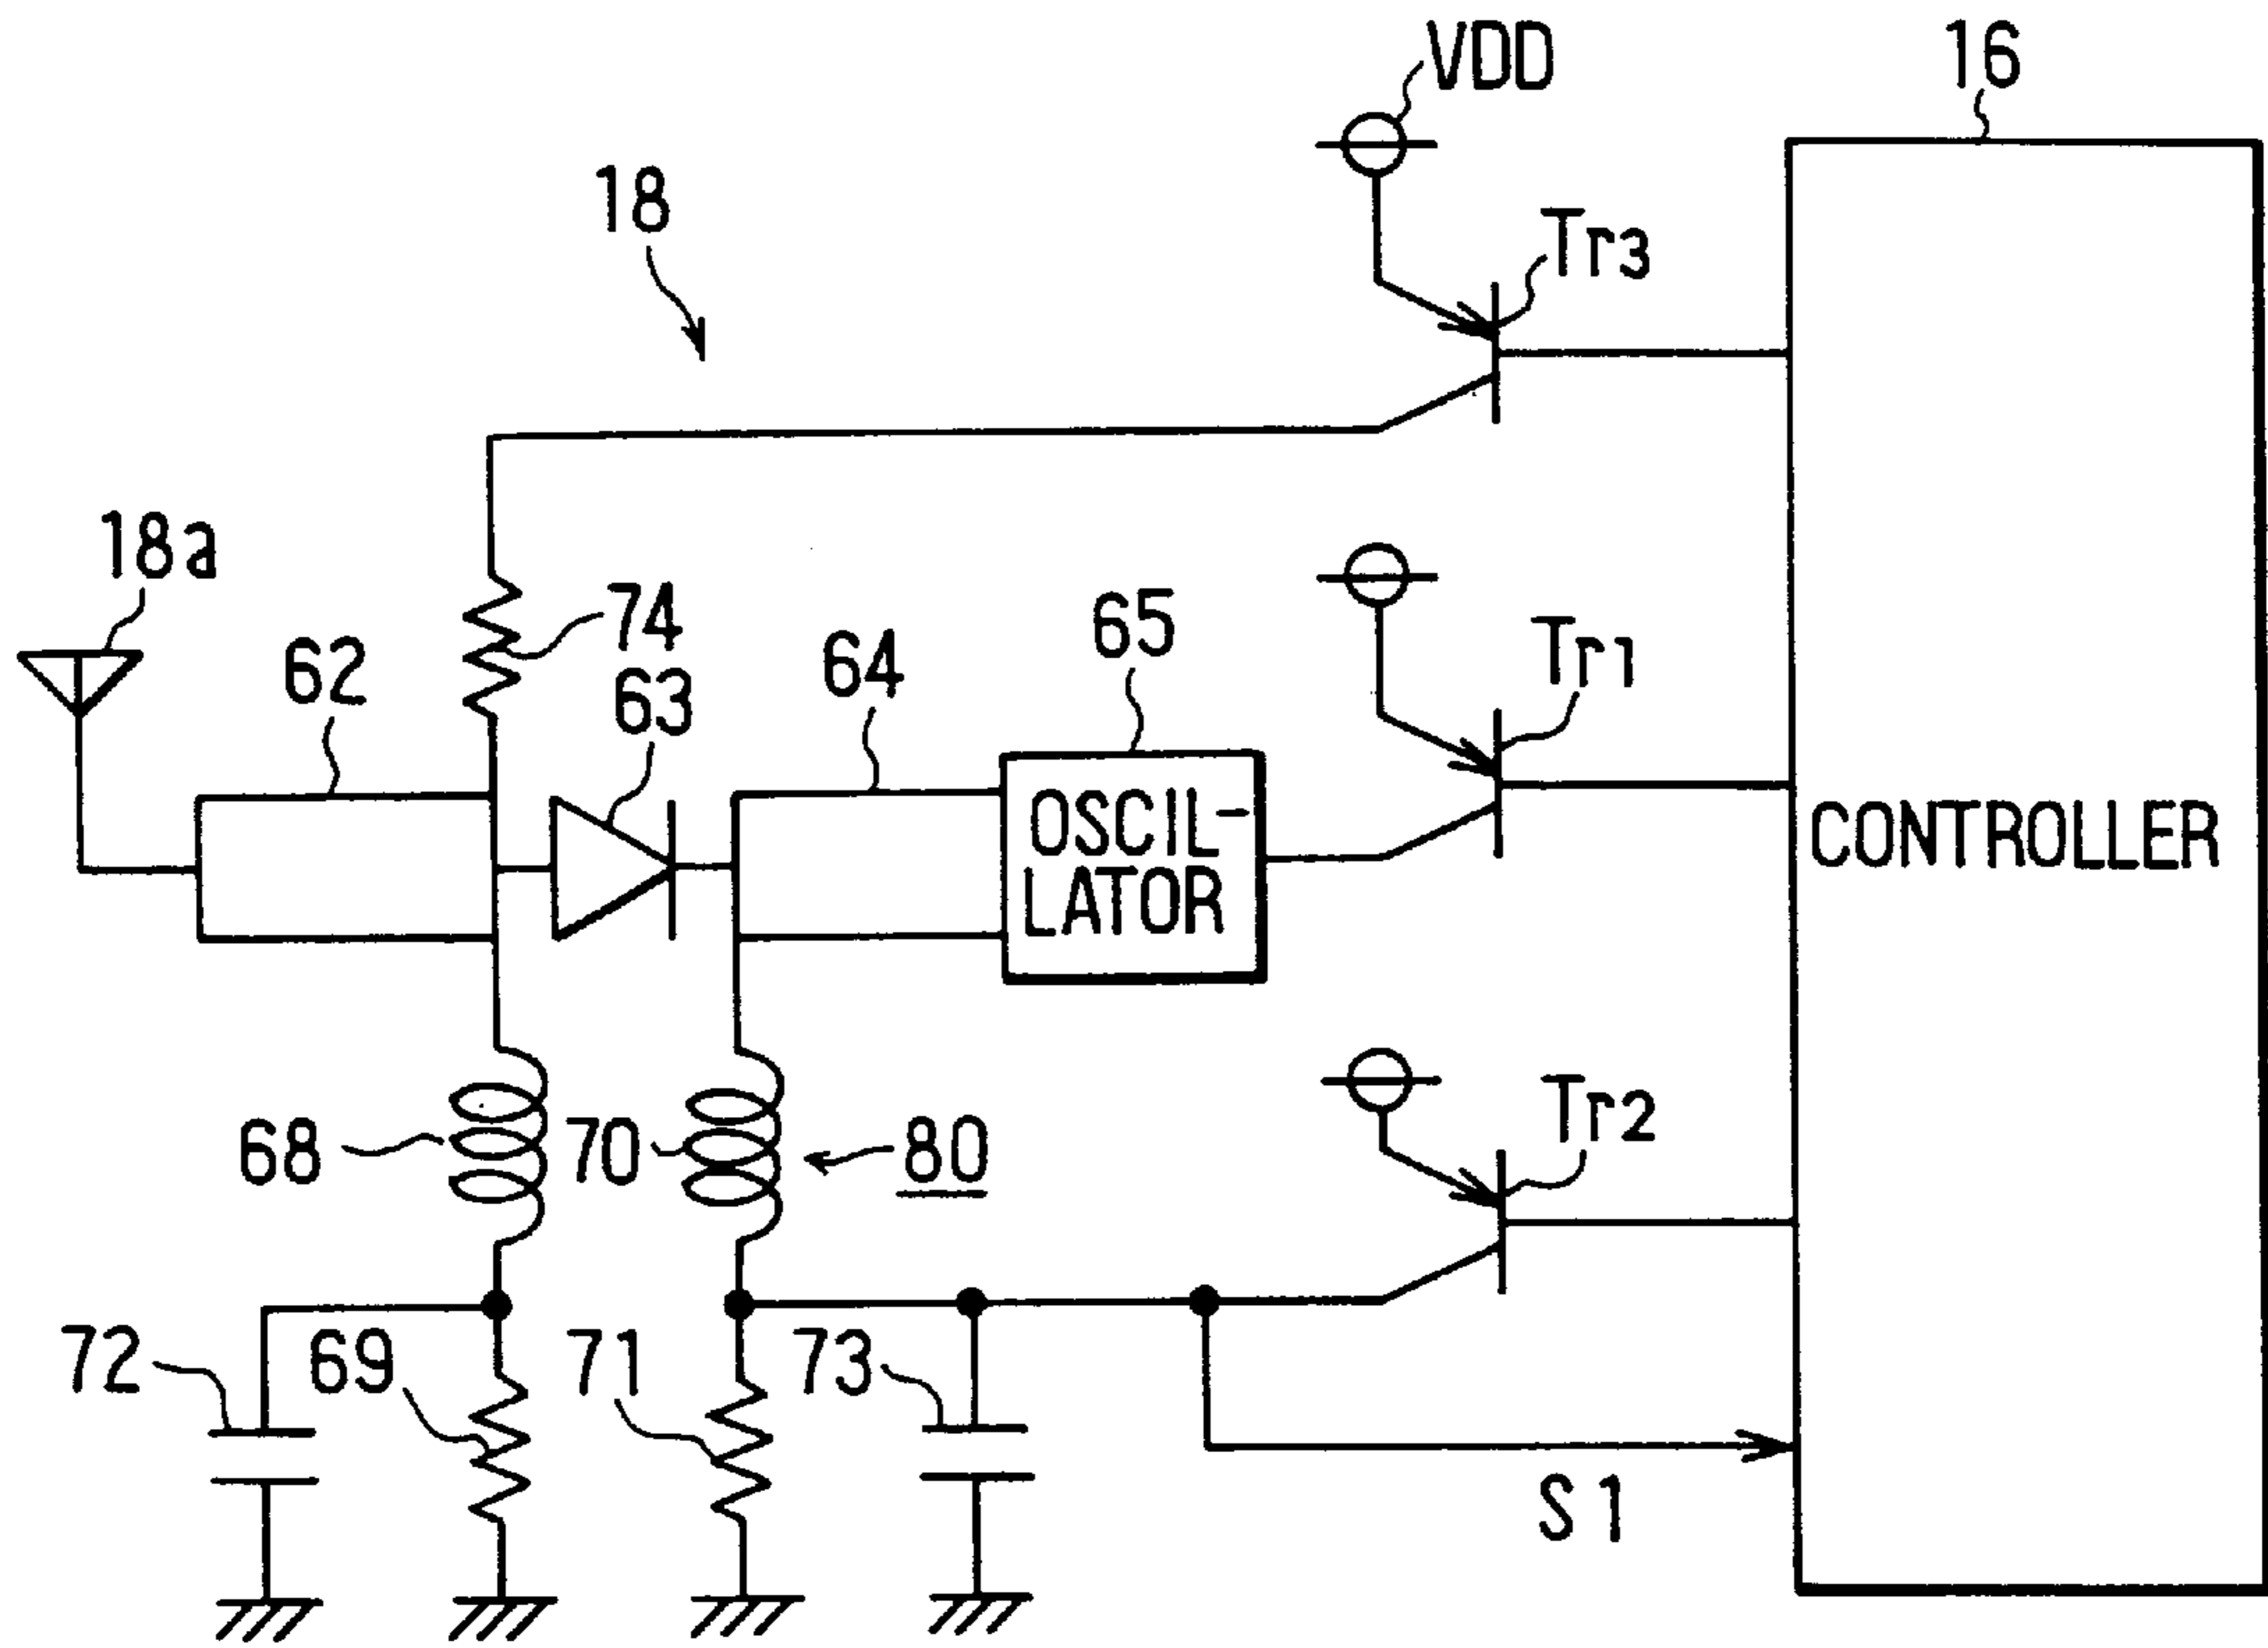 VDD
16
18
Tr3
18a
74
62
63
64
65
Tr1
OSCIL-
LATOR
CONTROLLER
68
70
80
Tr2
72
69
71
73
S1